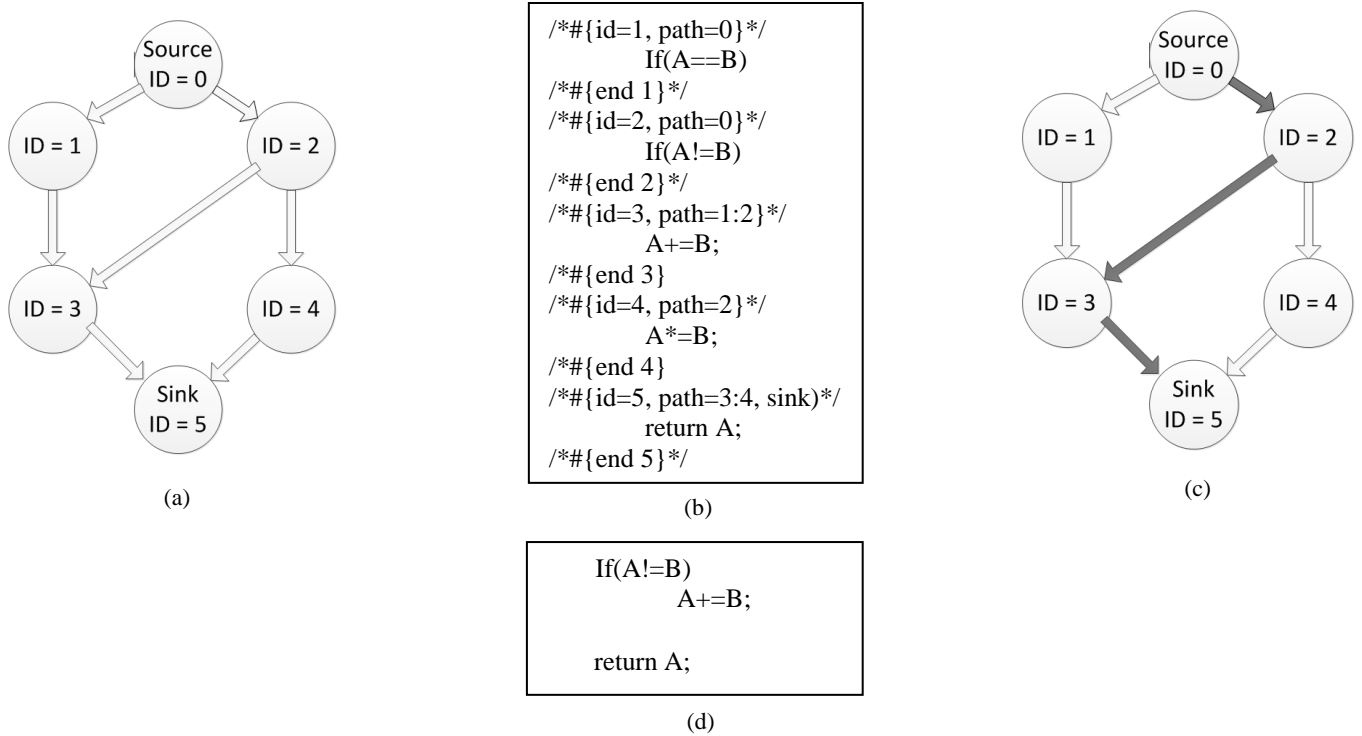 Source
ID = 0
ID = 1
ID = 2
ID = 3
ID = 4
Sink
ID = 5
(a)
/*#{id=1, path=0}*/
If(A==B)
/*#{end 1}*/
/*#{id=2, path=0}*/
If(A!=B)
/*#{end 2}*/
/*#{id=3, path=1:2}*/
A+=B;
/*#{end 3}
/*#{id=4, path=2}*/
A*=B;
/*#{end 4}
/*#{id=5, path=3:4, sink)*/
return A;
/*#{end 5}*/
(b)
Source
ID = 0
ID = 1
ID = 2
ID = 3
ID = 4
Sink
ID = 5
(c)
If(A!=B)
A+=B;
return A;
(d)